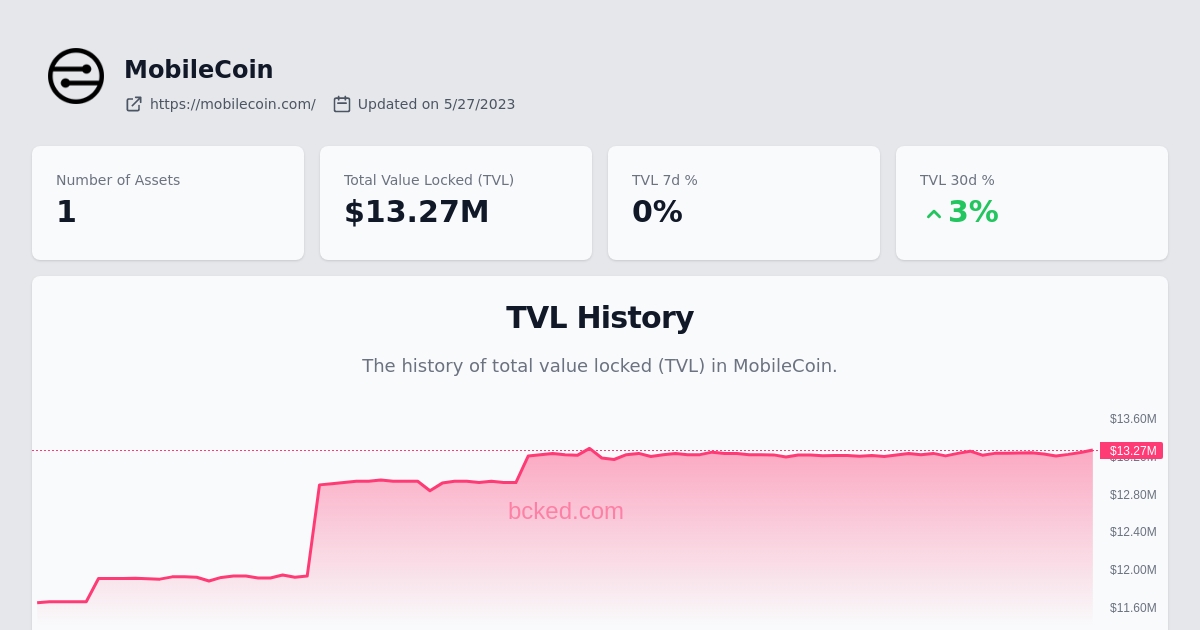 MobileCoin
https://mobilecoin.com/ Updated on 5/27/2023
Number of Assets
1
Total Value Locked (TVL)
$13.27M
TVL 7d %
0%
TVL 30d %
3%
TVL History
The history of total value locked (TVL) in MobileCoin.
$13.60M
$13.27M
$13.20M
$12.80M
bcked.com
$12.40M
$12.00M
$11.60M